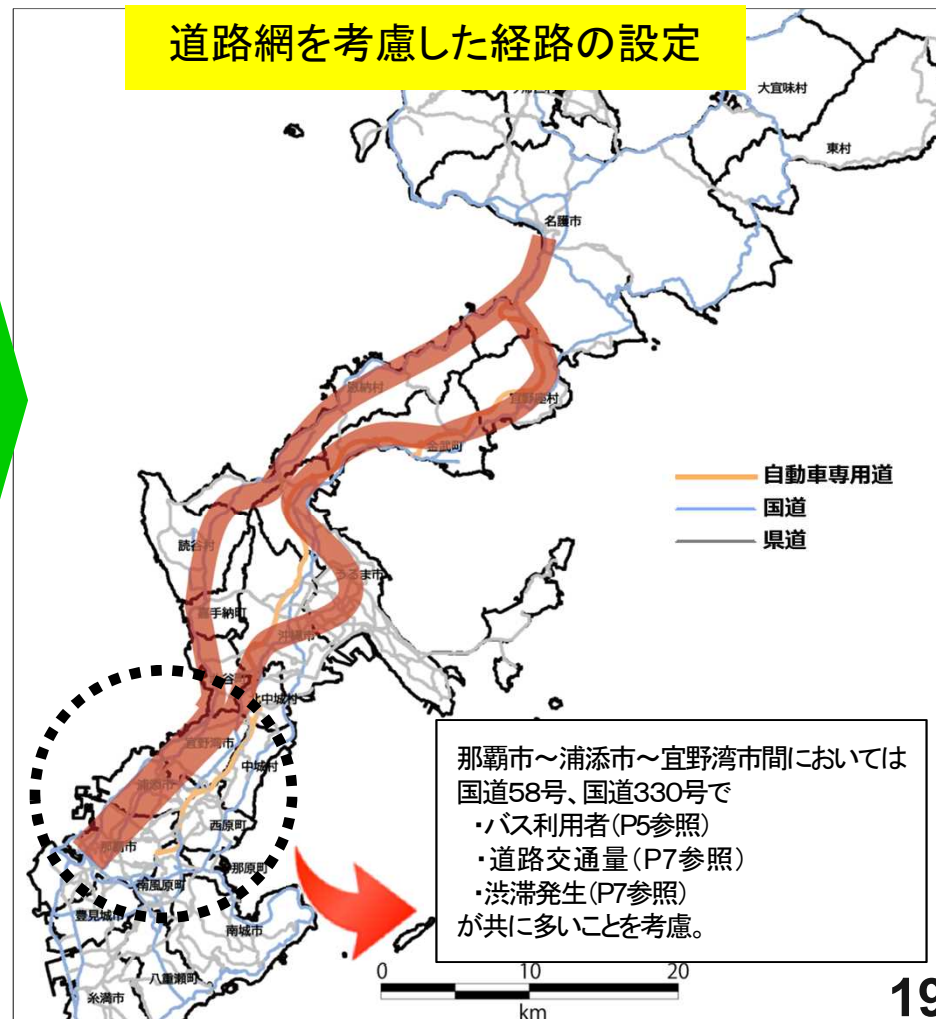 道路網を考慮した経路の設定
大宜味村
東村
名護市
恩納村
宜野座村
金武町
自動車専用道
国道
県道
読谷村
うるま市
嘉手納町
沖縄市
北中城村
宜野湾市
中城村
浦添市
西原町
那覇市
南風原町
豊見城市
南城市
八重瀬町
糸満市
那覇市~浦添市~宜野湾市間においては
国道58号、国道330号で
・バス利用者(P5参照)
・道路交通量(P7参照)
・渋滞発生(P7参照)
が共に多いことを考慮。
0 10 20
km
19